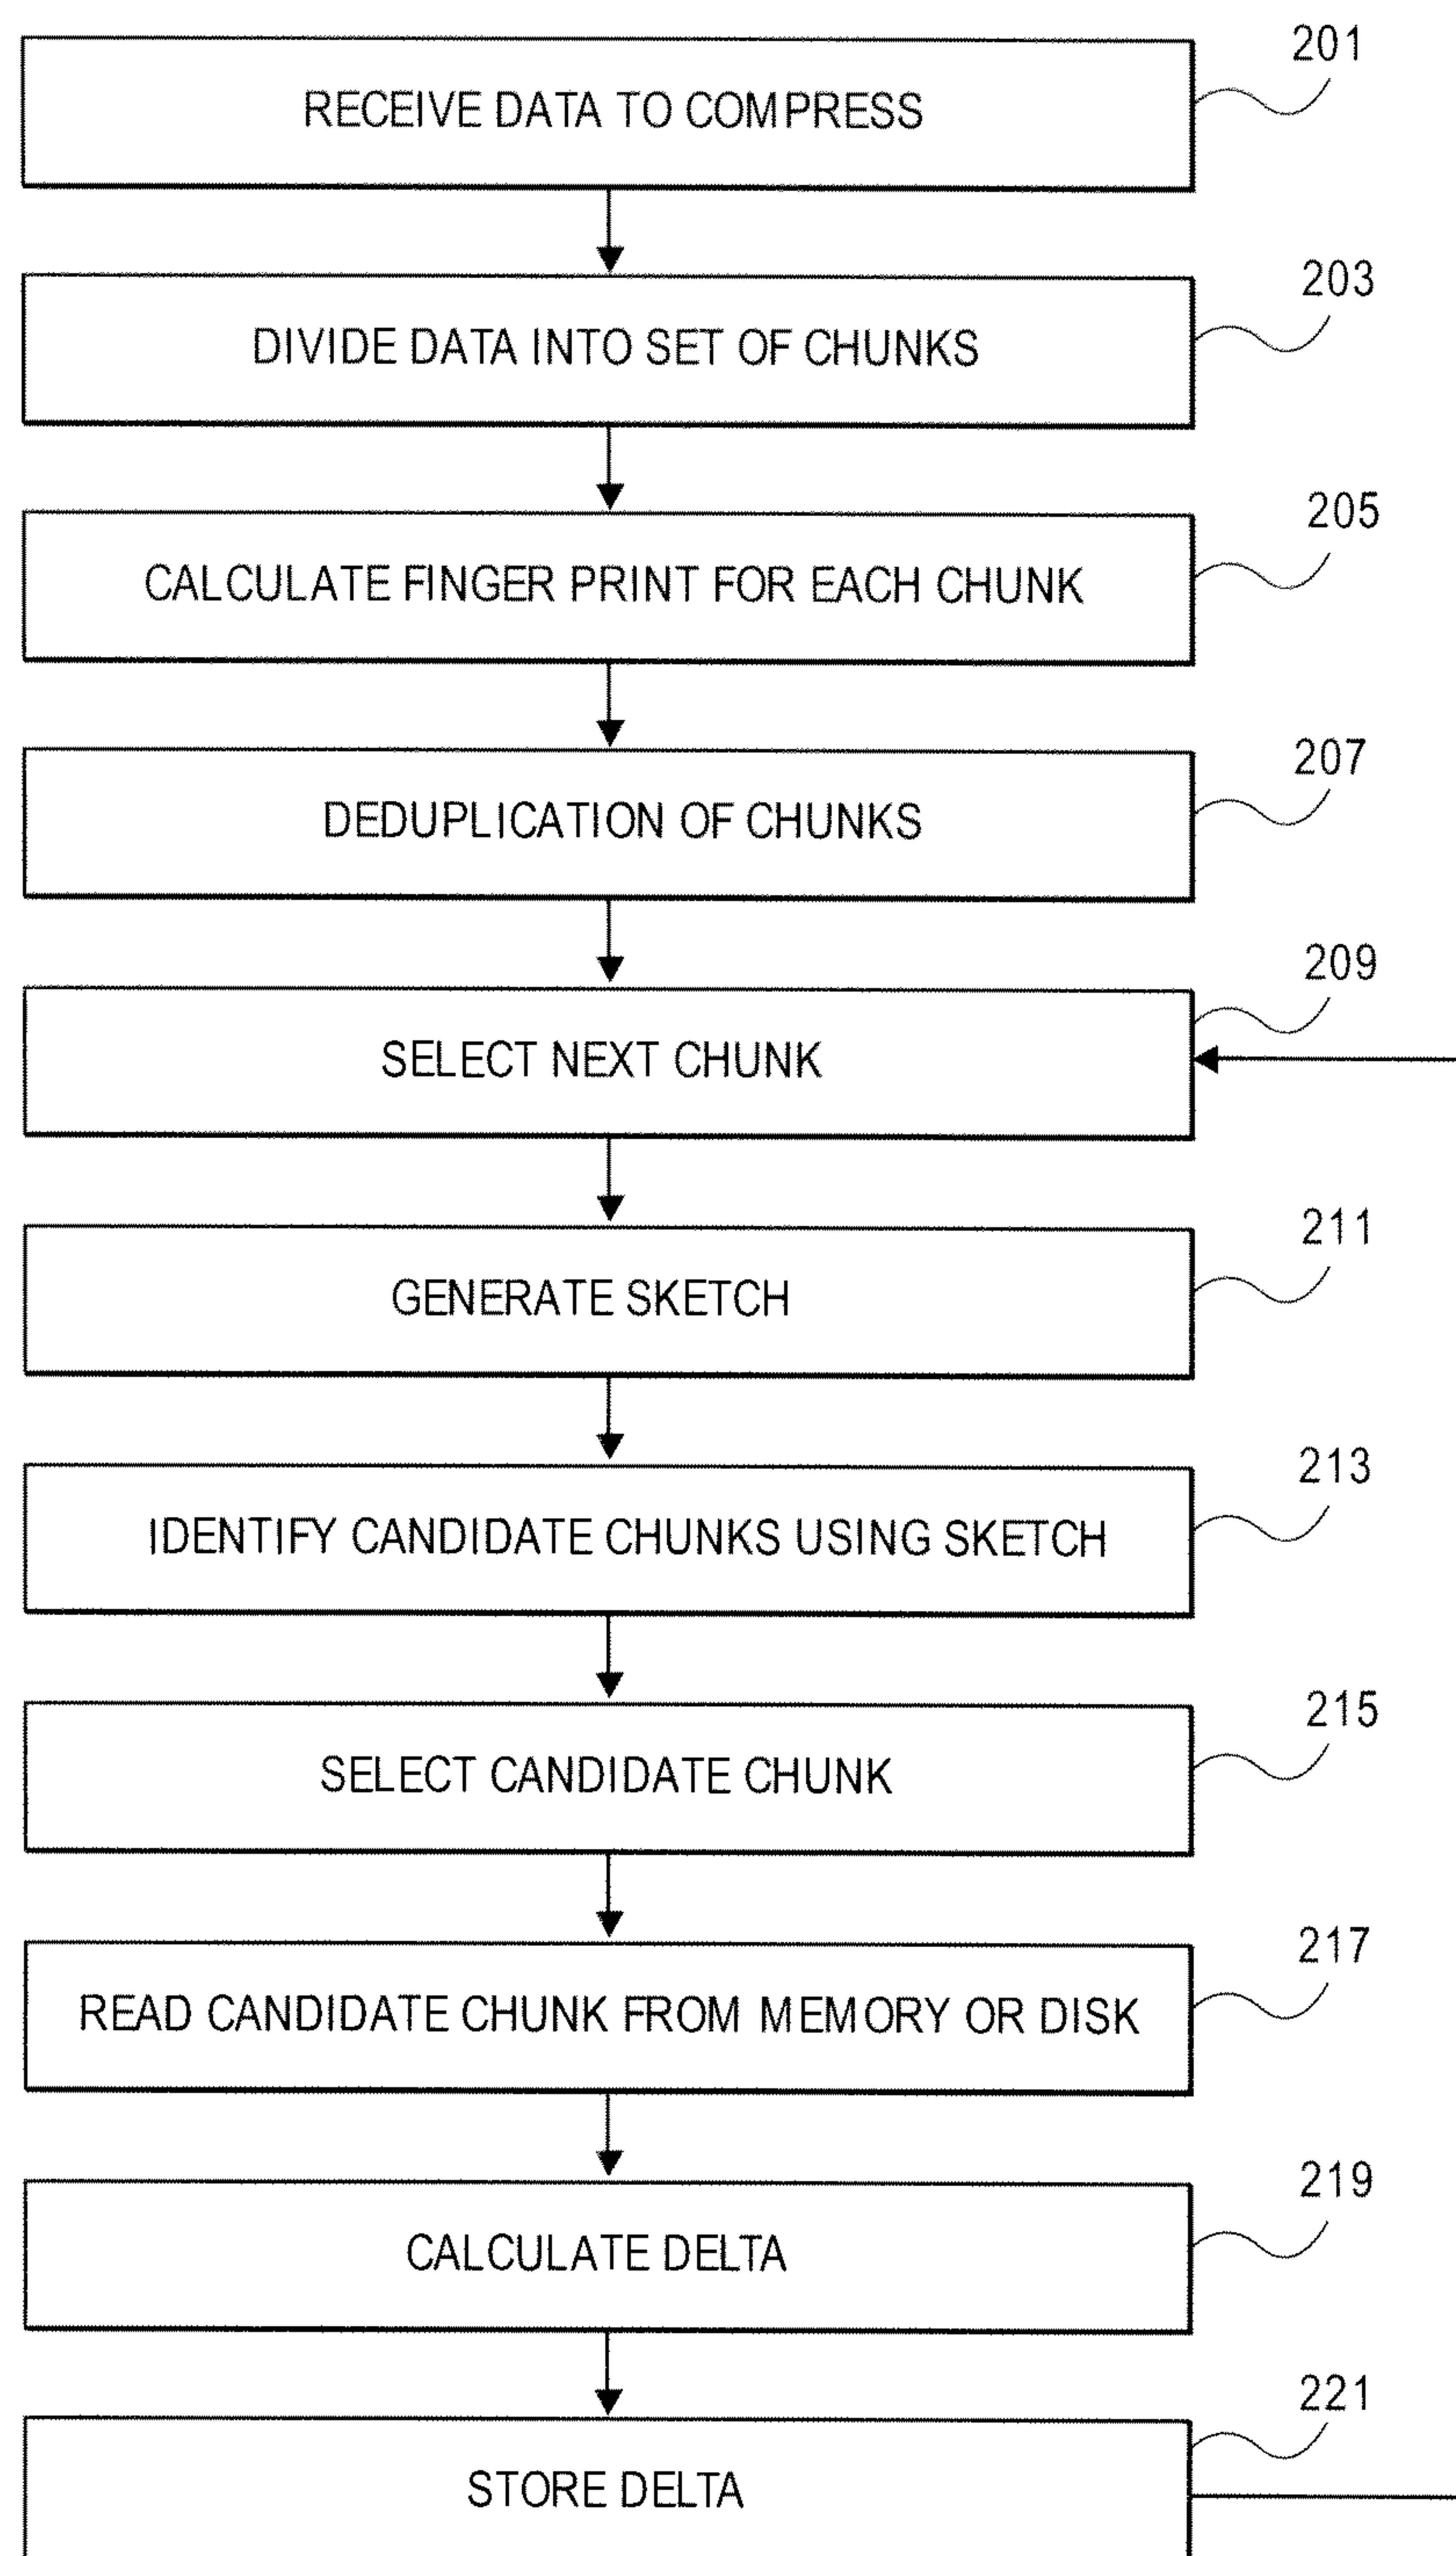 201
RECEIVE DATA TO COMPRESS
203
DIVIDE DATA INTO SET OF CHUNKS
205
CALCULATE FINGER PRINT FOR EACH CHUNK
207
DEDUPLICATION OF CHUNKS
209
SELECT NEXT CHUNK
211
GENERATE SKETCH
213
IDENTIFY CANDIDATE CHUNKS USING SKETCH
215
SELECT CANDIDATE CHUNK
217
READ CANDIDATE CHUNK FROM MEMORY OR DISK
219
CALCULATE DELTA
221
STORE DELTA